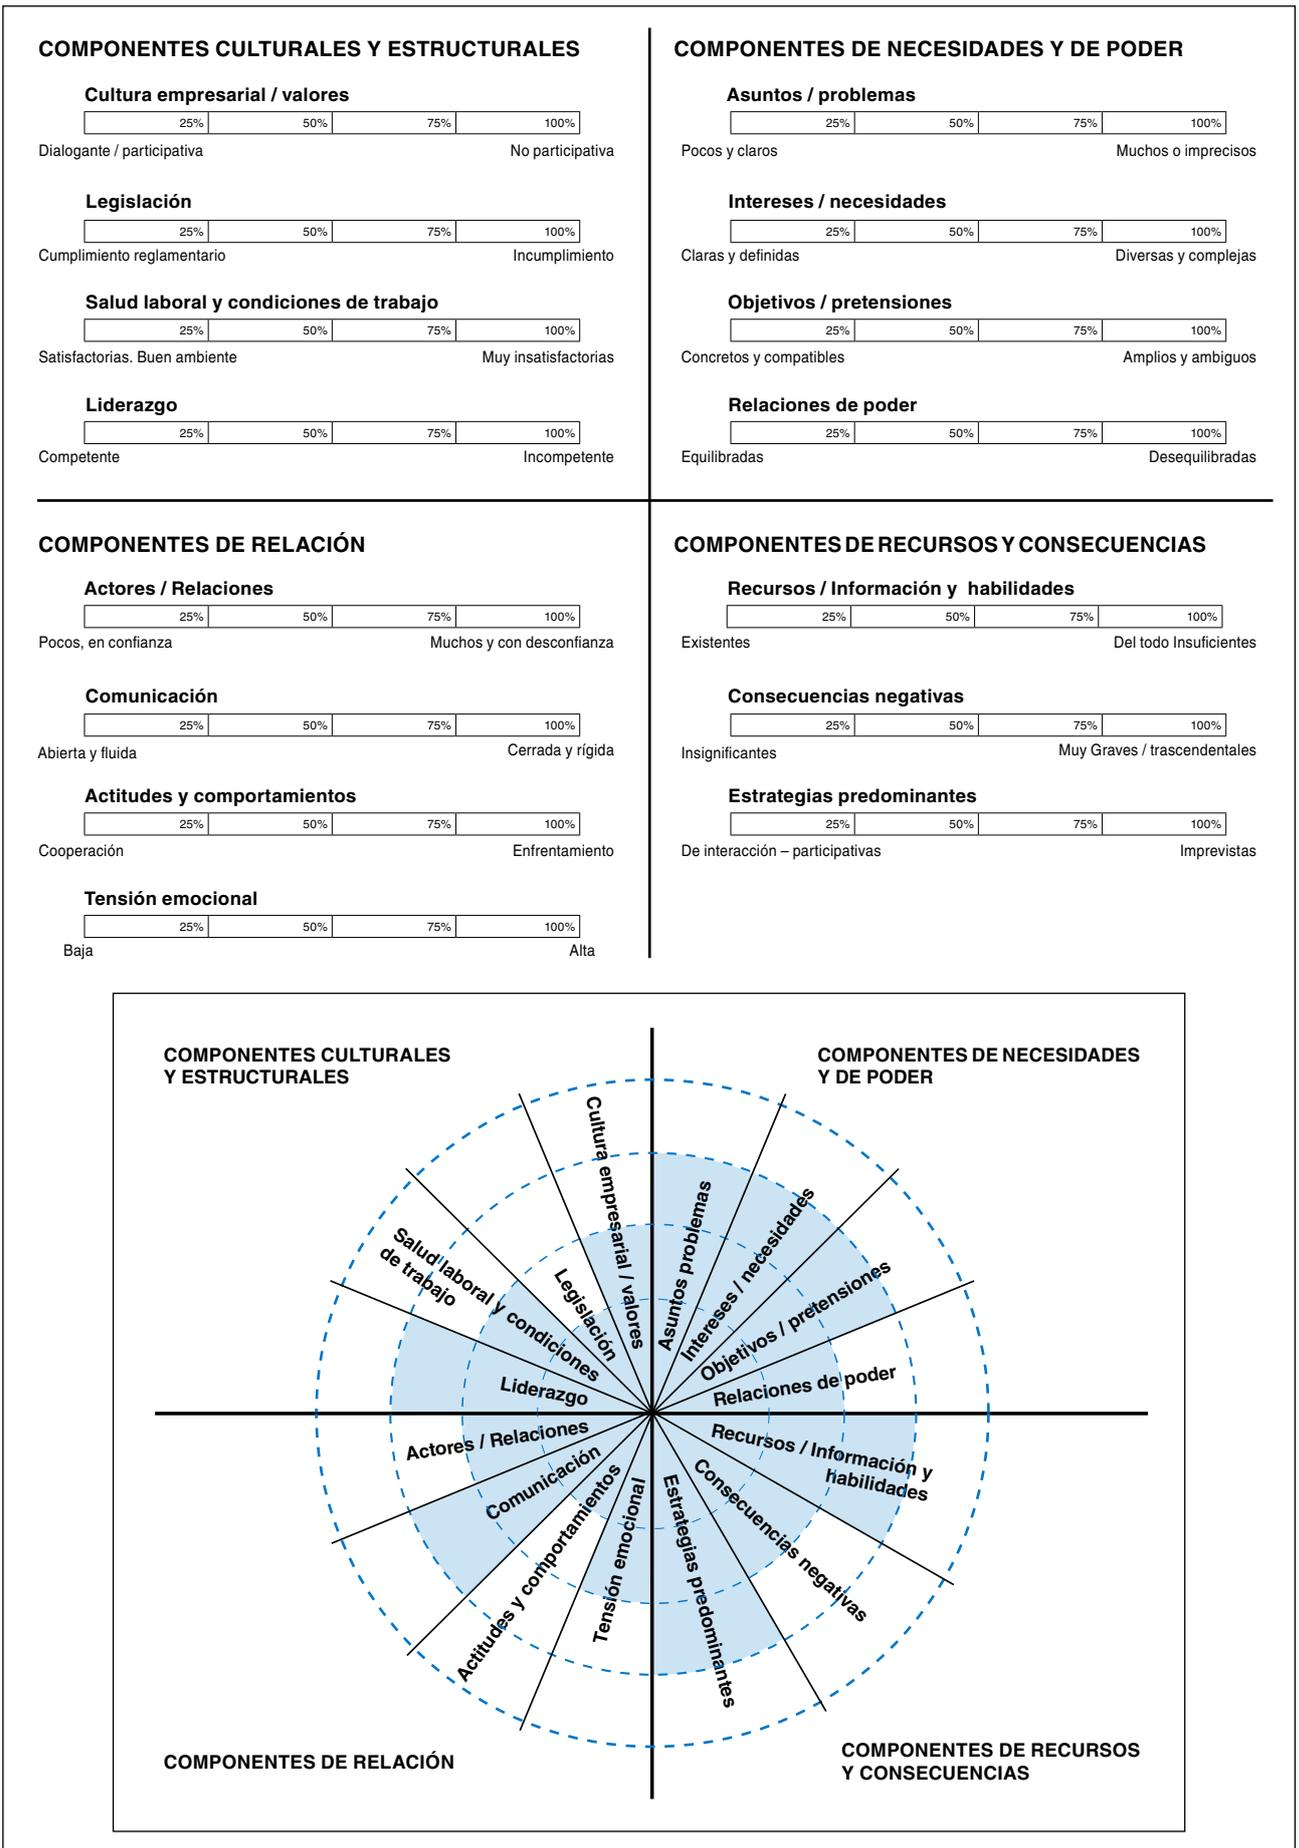 COMPONENTES CULTURALES Y ESTRUCTURALES
Cultura empresarial / valores
25% 50% 75% 100%
Dialogante / participativa No participativa
Legislación
25% 50% 75% 100%
Cumplimiento reglamentario Incumplimiento
Salud laboral y condiciones de trabajo
25% 50% 75% 100%
Satisfactorias. Buen ambiente Muy insatisfactorias
Liderazgo
25% 50% 75% 100%
Competente Incompetente
COMPONENTES DE NECESIDADES Y DE PODER
Asuntos / problemas
25% 50% 75% 100%
Pocos y claros Muchos o imprecisos
Intereses / necesidades
25% 50% 75% 100%
Claras y definidas Diversas y complejas
Objetivos / pretensiones
25% 50% 75% 100%
Concretos y compatibles Amplios y ambiguos
Relaciones de poder
25% 50% 75% 100%
Equilibradas Desequilibradas
COMPONENTES DE RELACIÓN
Actores / Relaciones
25% 50% 75% 100%
Pocos, en confianza Muchos y con desconfianza
Comunicación
25% 50% 75% 100%
Abierta y fluida Cerrada y rígida
Actitudes y comportamientos
25% 50% 75% 100%
Cooperación Enfrentamiento
Tensión emocional
25% 50% 75% 100%
Baja Alta
COMPONENTES DE RECURSOS Y CONSECUENCIAS
Recursos / Información y habilidades
25% 50% 75% 100%
Existentes Del todo Insuficientes
Consecuencias negativas
25% 50% 75% 100%
Insignificantes Muy Graves / trascendentales
Estrategias predominantes
25% 50% 75% 100%
De interacción – participativas Imprevistas
COMPONENTES CULTURALES
Y ESTRUCTURALES
COMPONENTES DE NECESIDADES
Y DE PODER
Cultura empresarial / valores
Legislación
Salud laboral y condiciones
de trabajo
Liderazgo
Asuntos problemas
Intereses / necesidades
Objetivos / pretensiones
Relaciones de poder
Actores / Relaciones
Comunicación
Actitudes y comportamientos
Tensión emocional
Recursos / Información y
habilidades
Consecuencias negativas
Estrategias predominantes
COMPONENTES DE RELACIÓN
COMPONENTES DE RECURSOS
Y CONSECUENCIAS